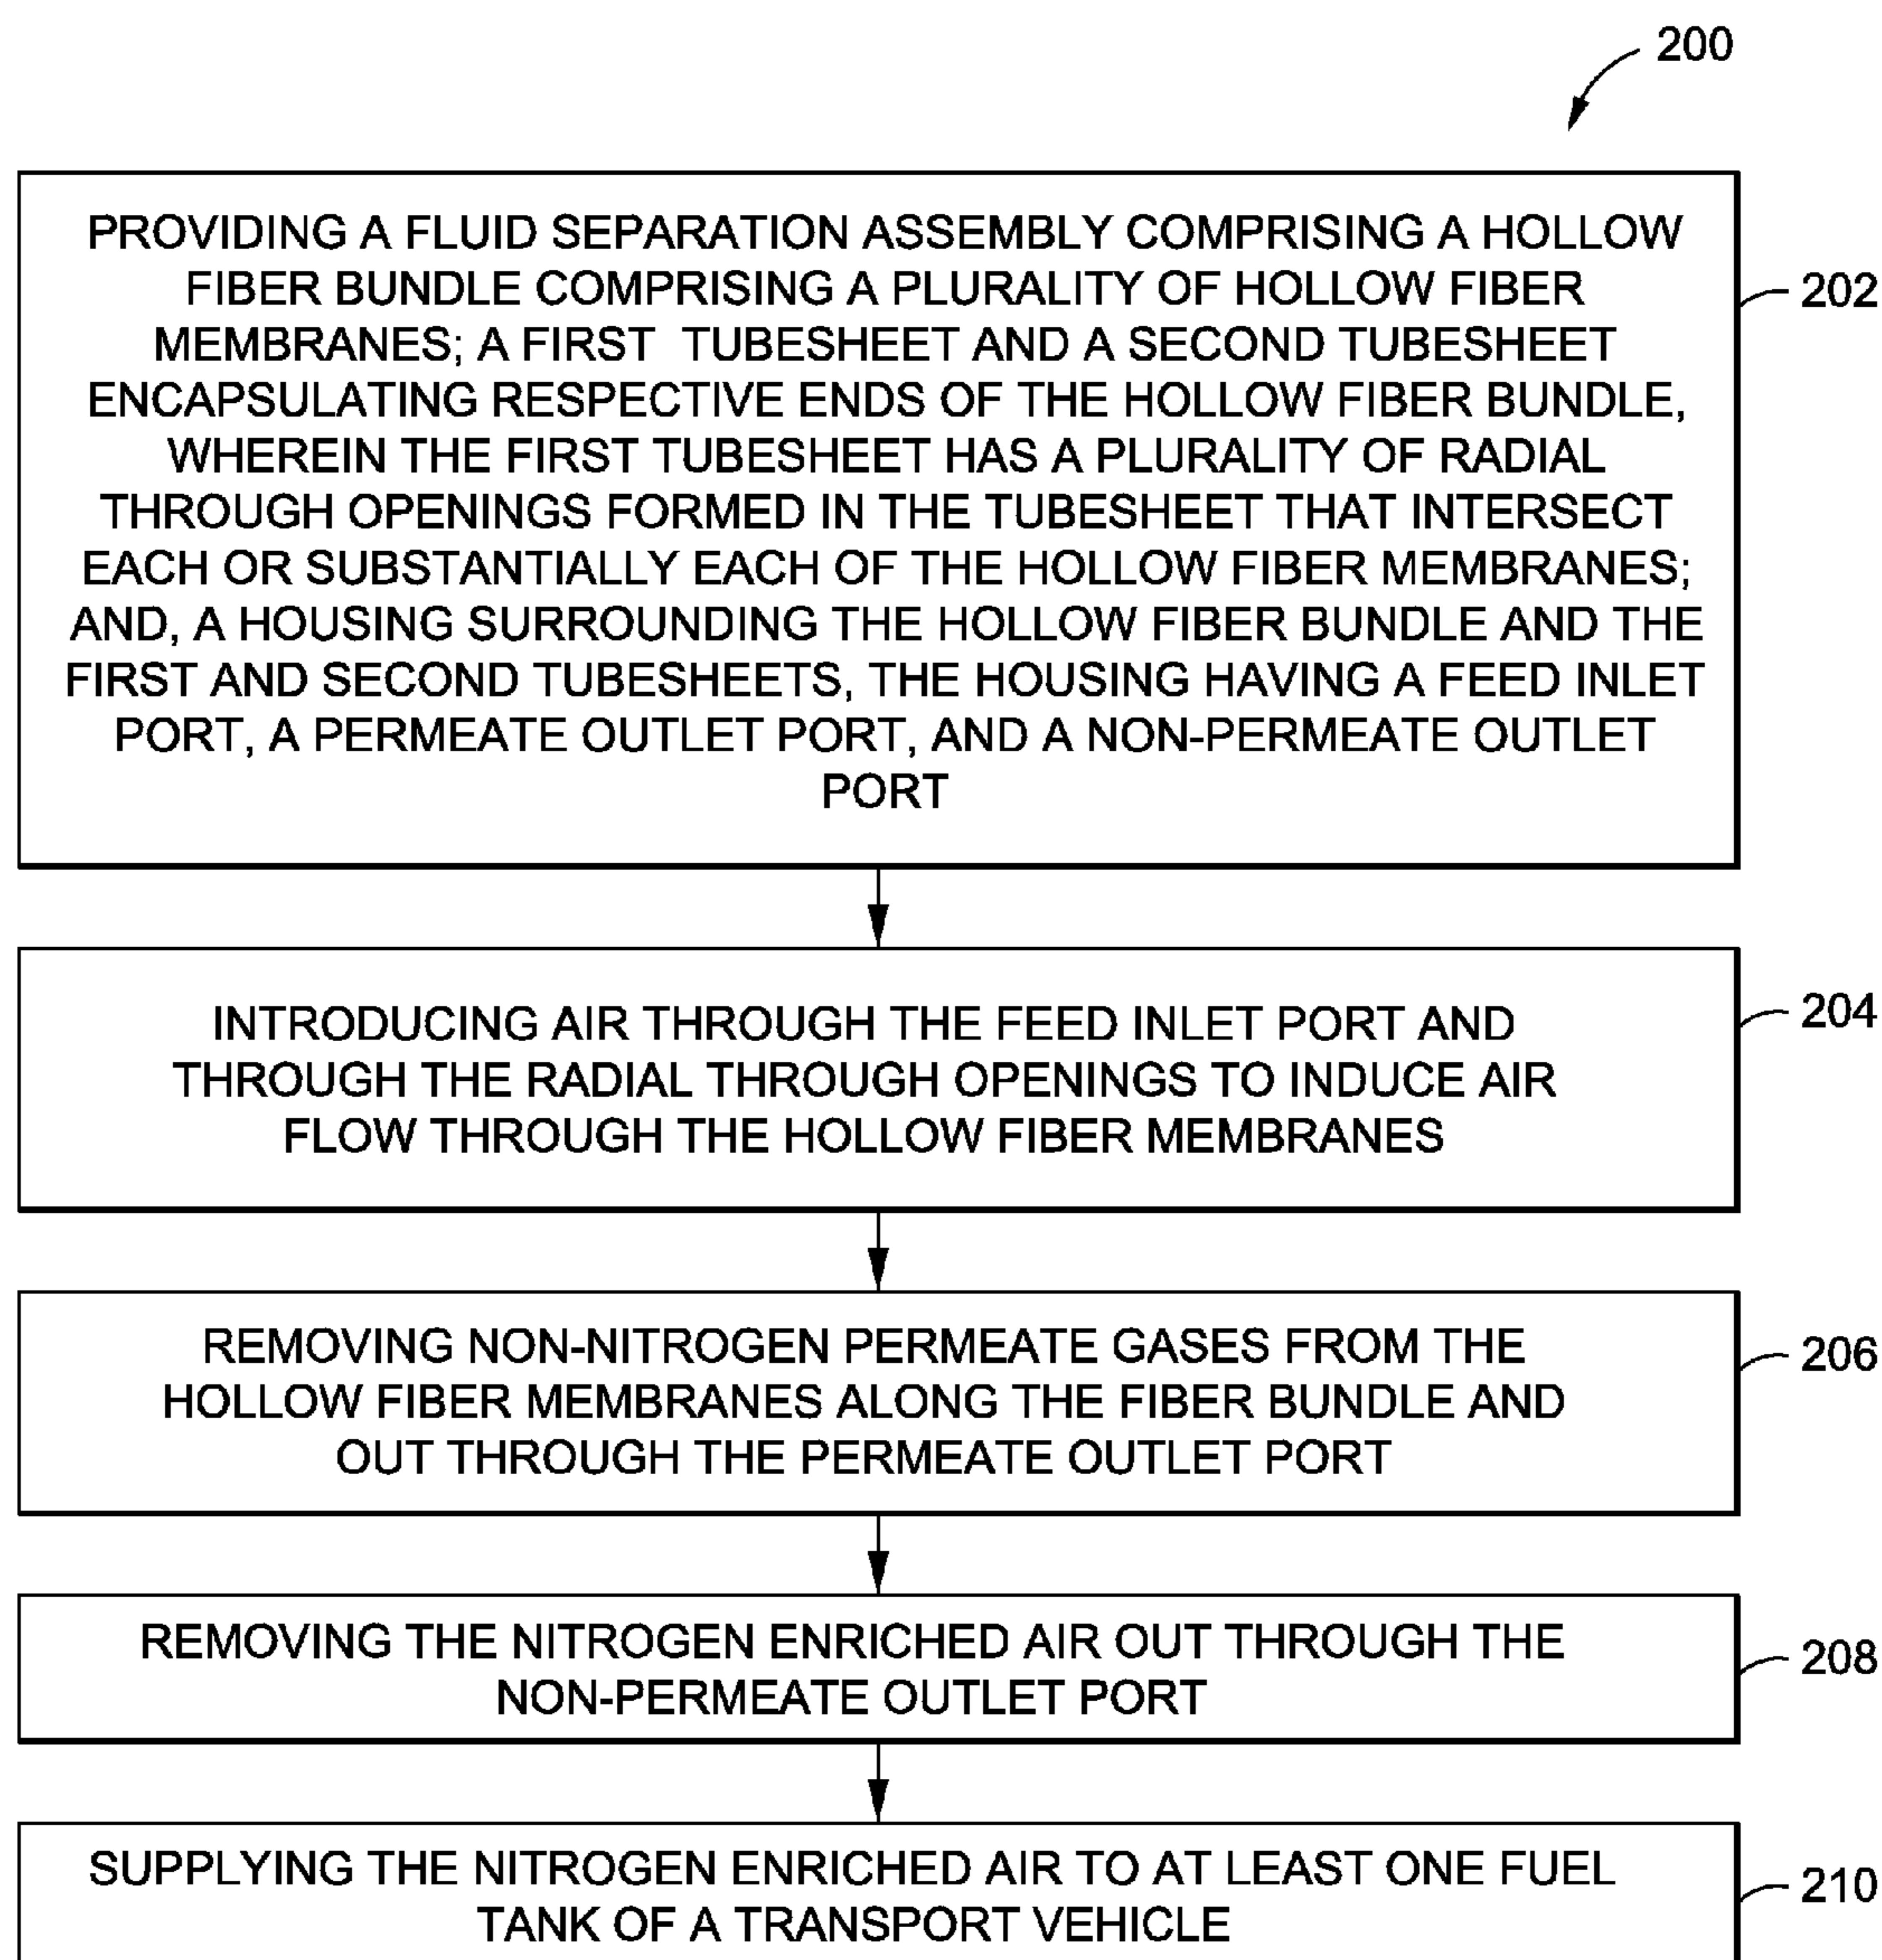 200
PROVIDING A FLUID SEPARATION ASSEMBLY COMPRISING A HOLLOW
FIBER BUNDLE COMPRISING A PLURALITY OF HOLLOW FIBER
MEMBRANES; A FIRST TUBESHEET AND A SECOND TUBESHEET
ENCAPSULATING RESPECTIVE ENDS OF THE HOLLOW FIBER BUNDLE,
WHEREIN THE FIRST TUBESHEET HAS A PLURALITY OF RADIAL
THROUGH OPENINGS FORMED IN THE TUBESHEET THAT INTERSECT
EACH OR SUBSTANTIALLY EACH OF THE HOLLOW FIBER MEMBRANES;
AND, A HOUSING SURROUNDING THE HOLLOW FIBER BUNDLE AND THE
FIRST AND SECOND TUBESHEETS, THE HOUSING HAVING A FEED INLET
PORT, A PERMEATE OUTLET PORT, AND A NON-PERMEATE OUTLET
PORT
202
INTRODUCING AIR THROUGH THE FEED INLET PORT AND
THROUGH THE RADIAL THROUGH OPENINGS TO INDUCE AIR
FLOW THROUGH THE HOLLOW FIBER MEMBRANES
204
REMOVING NON-NITROGEN PERMEATE GASES FROM THE
HOLLOW FIBER MEMBRANES ALONG THE FIBER BUNDLE AND
OUT THROUGH THE PERMEATE OUTLET PORT
206
REMOVING THE NITROGEN ENRICHED AIR OUT THROUGH THE
NON-PERMEATE OUTLET PORT
208
SUPPLYING THE NITROGEN ENRICHED AIR TO AT LEAST ONE FUEL
TANK OF A TRANSPORT VEHICLE
210